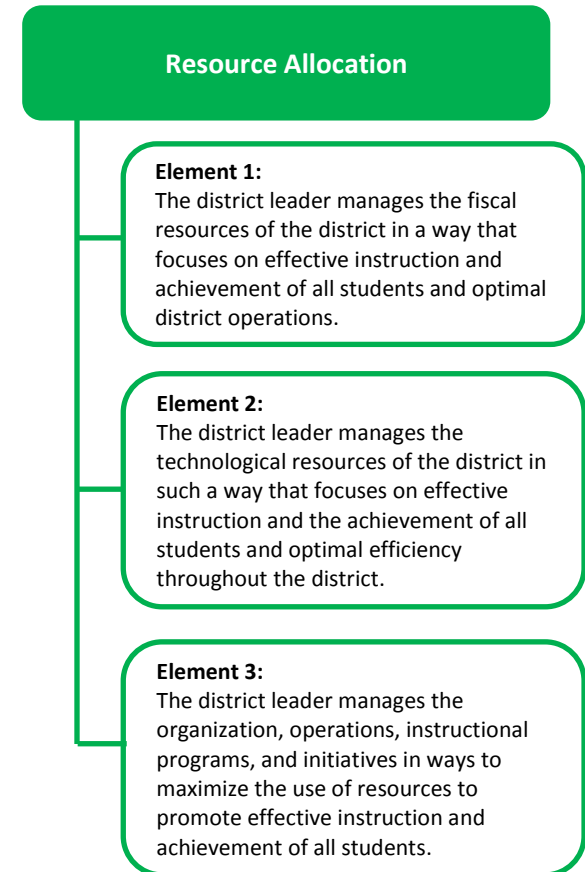 Resource Allocation
Element 1:
The district leader manages the fiscal
resources of the district in a way that
focuses on effective instruction and
achievement of all students and optimal
district operations.
Element 2:
The district leader manages the
technological resources of the district in
such a way that focuses on effective
instruction and the achievement of all
students and optimal efficiency
throughout the district.
Element 3:
The district leader manages the
organization, operations, instructional
programs, and initiatives in ways to
maximize the use of resources to
promote effective instruction and
achievement of all students.